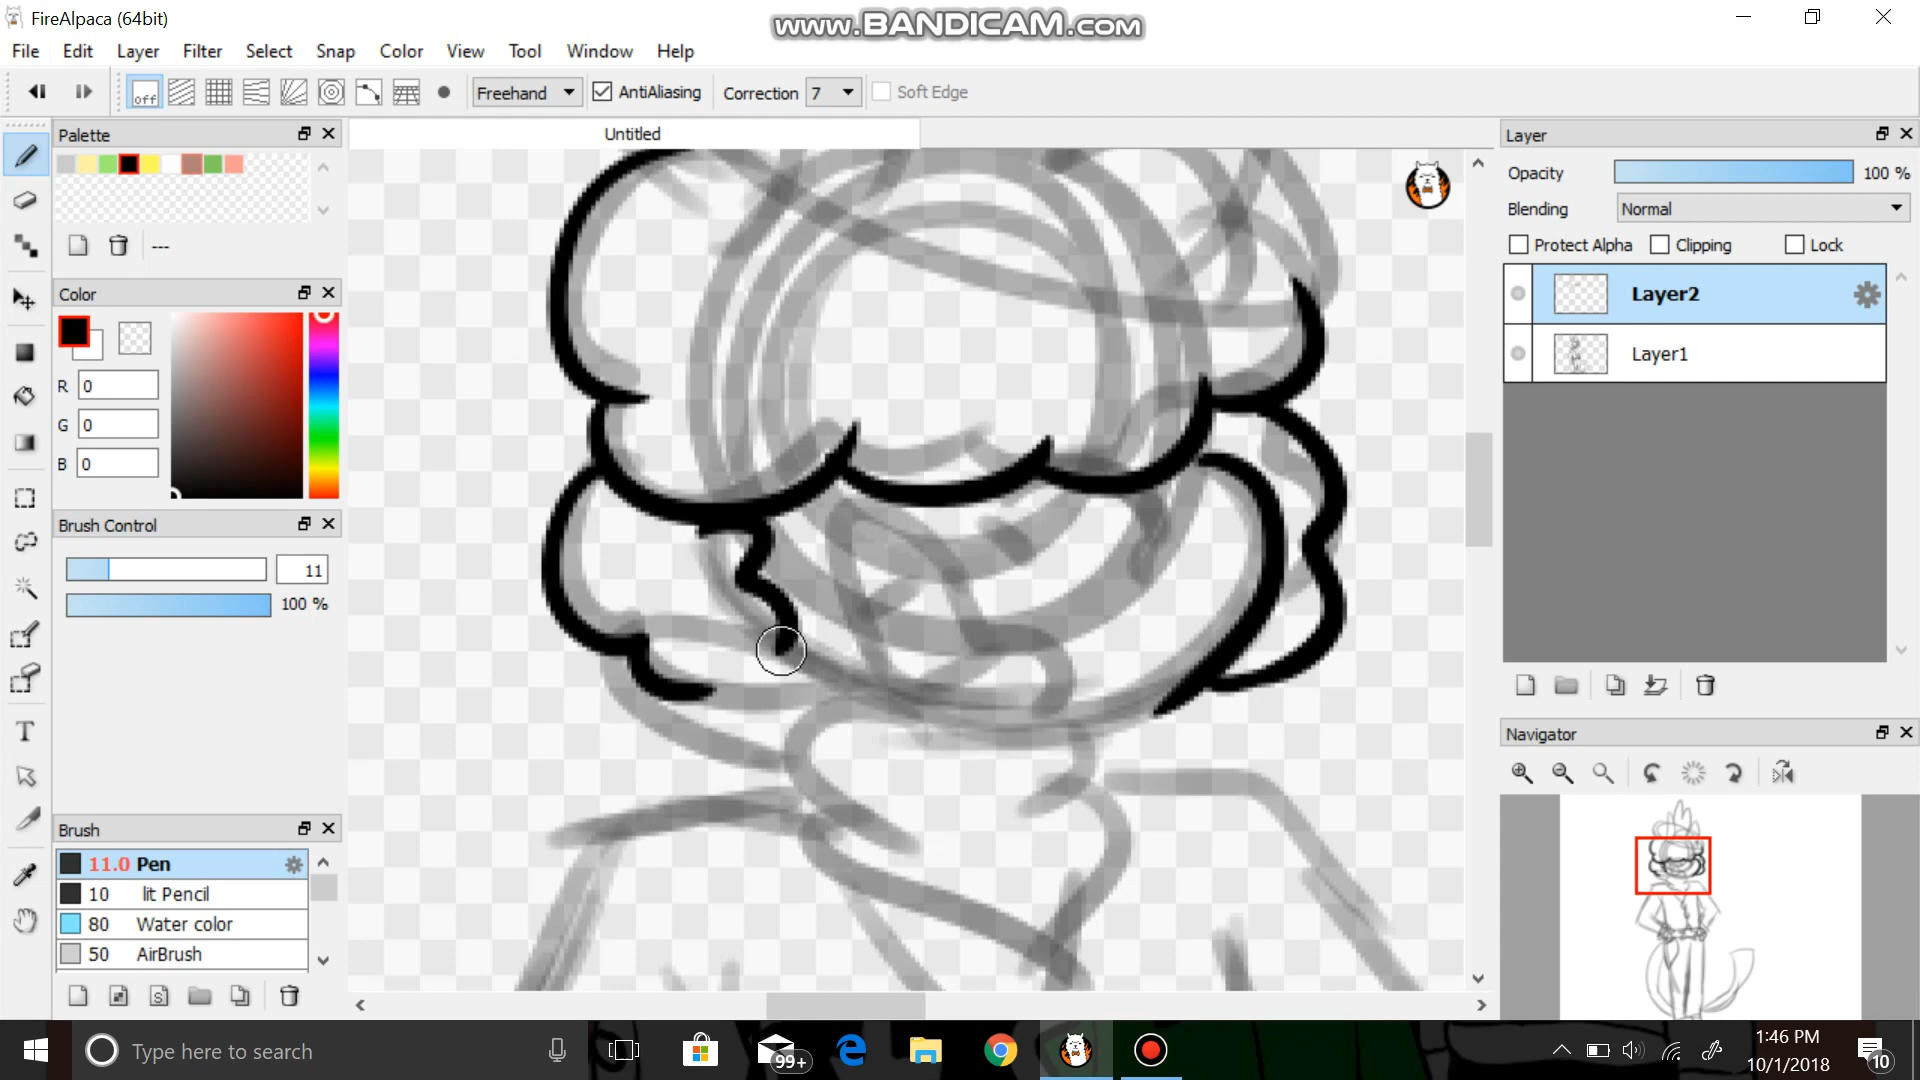 FireAlpaca (64bit)
www.BANDICAM.com
File Edit Layer Filter Select Snap Color View Tool Window Help
off Freehand AntiAliasing Correction 7 Soft Edge
Palette
Untitled
Layer
Opacity 100 %
Blending Normal
Protect Alpha Clipping Lock
---
Color
Layer2
Layer1
R 0
G 0
B 0
Brush Control
11
100 %
Navigator
Brush
11.0 Pen
10 lit Pencil
80 Water color
50 AirBrush
S
T
Type here to search
99+
1:46 PM
10/1/2018
10